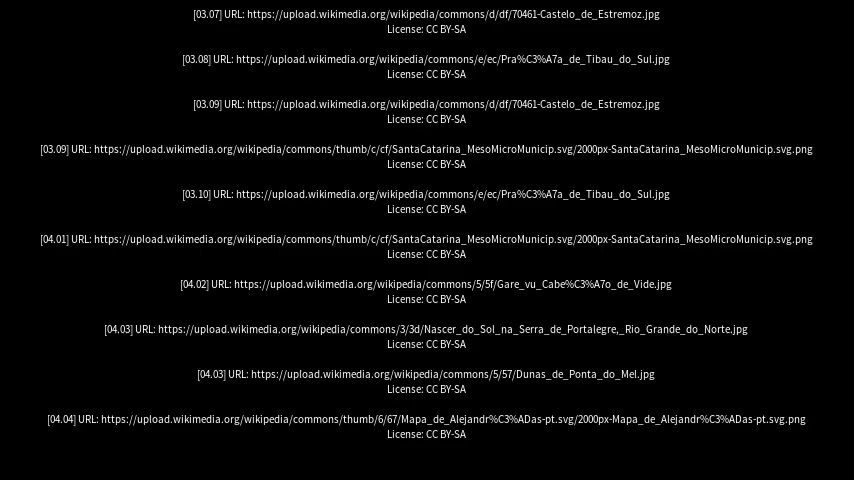 [03.07] URL: https://upload.wikimedia.org/wikipedia/commons/d/df/70461-Castelo_de_Estremoz.jpg
License: CC BY-SA
[03.08] URL: https://upload.wikimedia.org/wikipedia/commons/e/ec/Pra%C3%A7a_de_Tibau_do_Sul.jpg
License: CC BY-SA
[03.09] URL: https://upload.wikimedia.org/wikipedia/commons/d/df/70461-Castelo_de_Estremoz.jpg
License: CC BY-SA
[03.09] URL: https://upload.wikimedia.org/wikipedia/commons/thumb/c/cf/SantaCatarina_MesoMicroMunicip.svg/2000px-SantaCatarina_MesoMicroMunicip.svg.png
License: CC BY-SA
[03.10] URL: https://upload.wikimedia.org/wikipedia/commons/e/ec/Pra%C3%A7a_de_Tibau_do_Sul.jpg
License: CC BY-SA
[04.01] URL: https://upload.wikimedia.org/wikipedia/commons/thumb/c/cf/SantaCatarina_MesoMicroMunicip.svg/2000px-SantaCatarina_MesoMicroMunicip.svg.png
License: CC BY-SA
[04.02] URL: https://upload.wikimedia.org/wikipedia/commons/5/5f/Gare_vu_Cabe%C3%A7o_de_Vide.jpg
License: CC BY-SA
[04.03] URL: https://upload.wikimedia.org/wikipedia/commons/3/3d/Nascer_do_Sol_na_Serra_de_Portalegre,_Rio_Grande_do_Norte.jpg
License: CC BY-SA
[04.03] URL: https://upload.wikimedia.org/wikipedia/commons/5/57/Dunas_de_Ponta_do_Mel.jpg
License: CC BY-SA
[04.04] URL: https://upload.wikimedia.org/wikipedia/commons/thumb/6/67/Mapa_de_Alejandr%C3%ADas-pt.svg/2000px-Mapa_de_Alejandr%C3%ADas-pt.svg.png
License: CC BY-SA